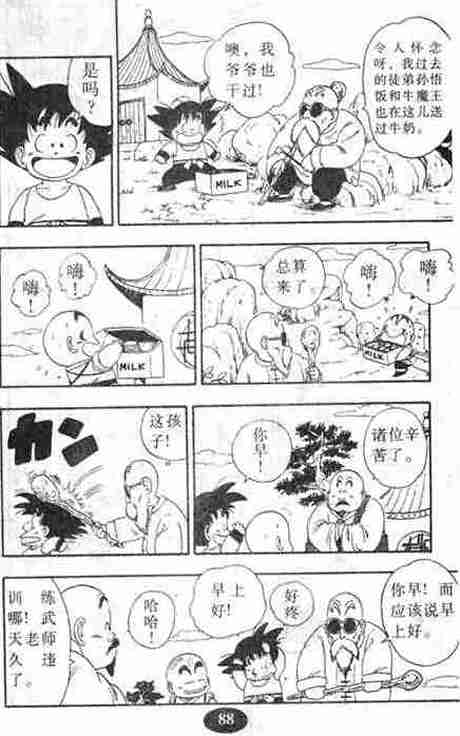 令人怀念
呀，我过去
的徒弟孙悟
饭和牛魔王
也在这儿送
过牛奶。
噢，我
爷爷也
干过！
MILK
是
吗？
嗨！
嗨！
总算
来了。
MILK
嗨！
嗨！
MILK
诸位辛
苦了。
你
早！
这孩
子！
カン
你早！而
应该说早
上好。
好
疼
早上
好！
哈
哈！
训练
哪！武
天老师
久违
了。
88